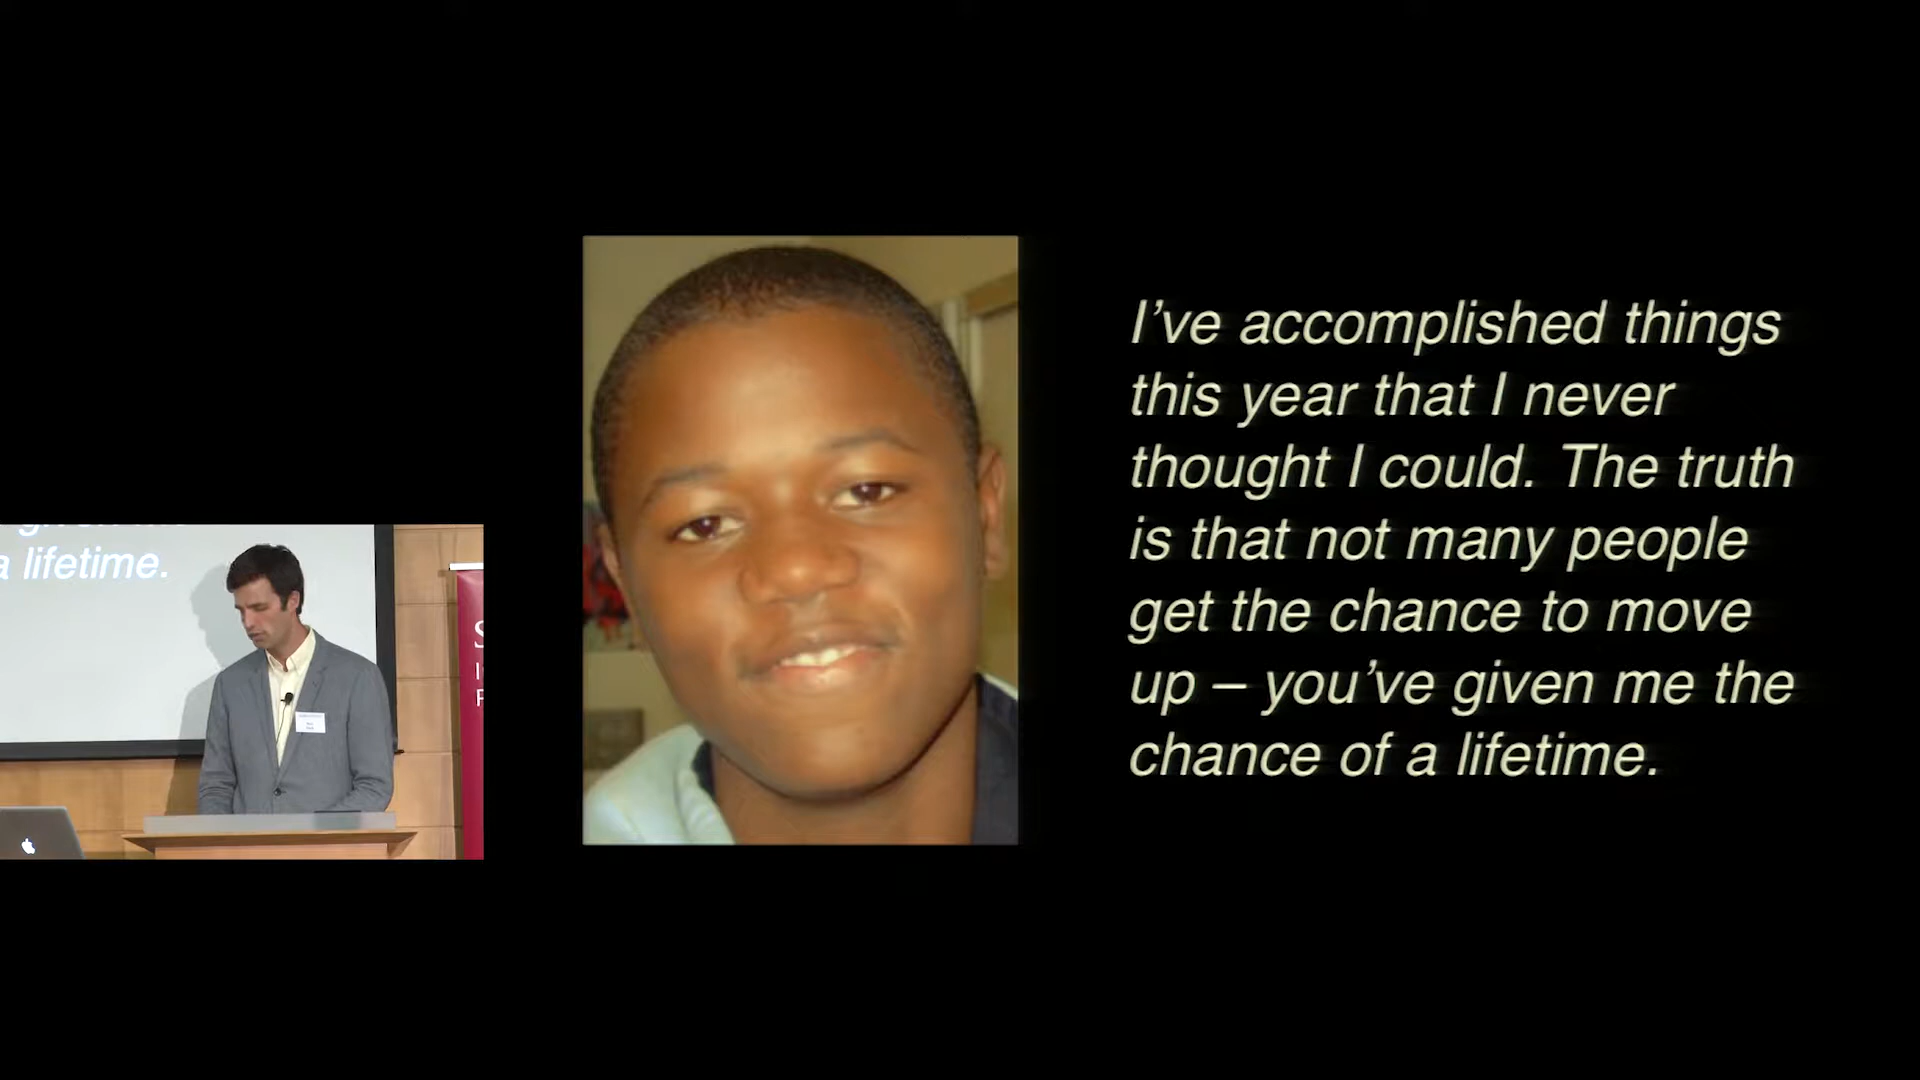 I've accomplished things
this year that I never
thought I could. The truth
is that not many people
get the chance to move
up – you've given me the
chance of a lifetime.
a lifetime.
S
I
F